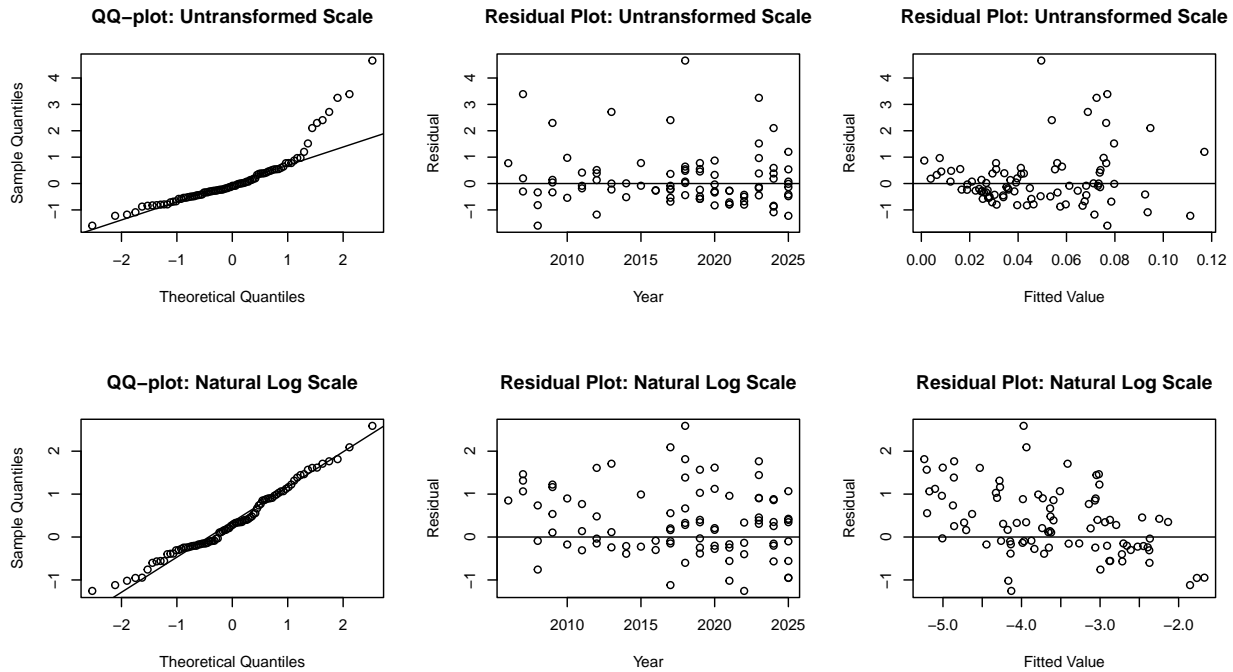 QQ−plot: Untransformed Scale
Sample Quantiles
4
3
2
1
0
−1
−2 −1 0 1 2
Theoretical Quantiles
Residual Plot: Untransformed Scale
Residual
4
3
2
1
0
−1
2010 2015 2020 2025
Year
Residual Plot: Untransformed Scale
Residual
4
3
2
1
0
−1
0.00 0.02 0.04 0.06 0.08 0.10 0.12
Fitted Value
QQ−plot: Natural Log Scale
Sample Quantiles
2
1
0
−1
−2 −1 0 1 2
Theoretical Quantiles
Residual Plot: Natural Log Scale
Residual
2
1
0
−1
2010 2015 2020 2025
Year
Residual Plot: Natural Log Scale
Residual
2
1
0
−1
−5.0 −4.0 −3.0 −2.0
Fitted Value